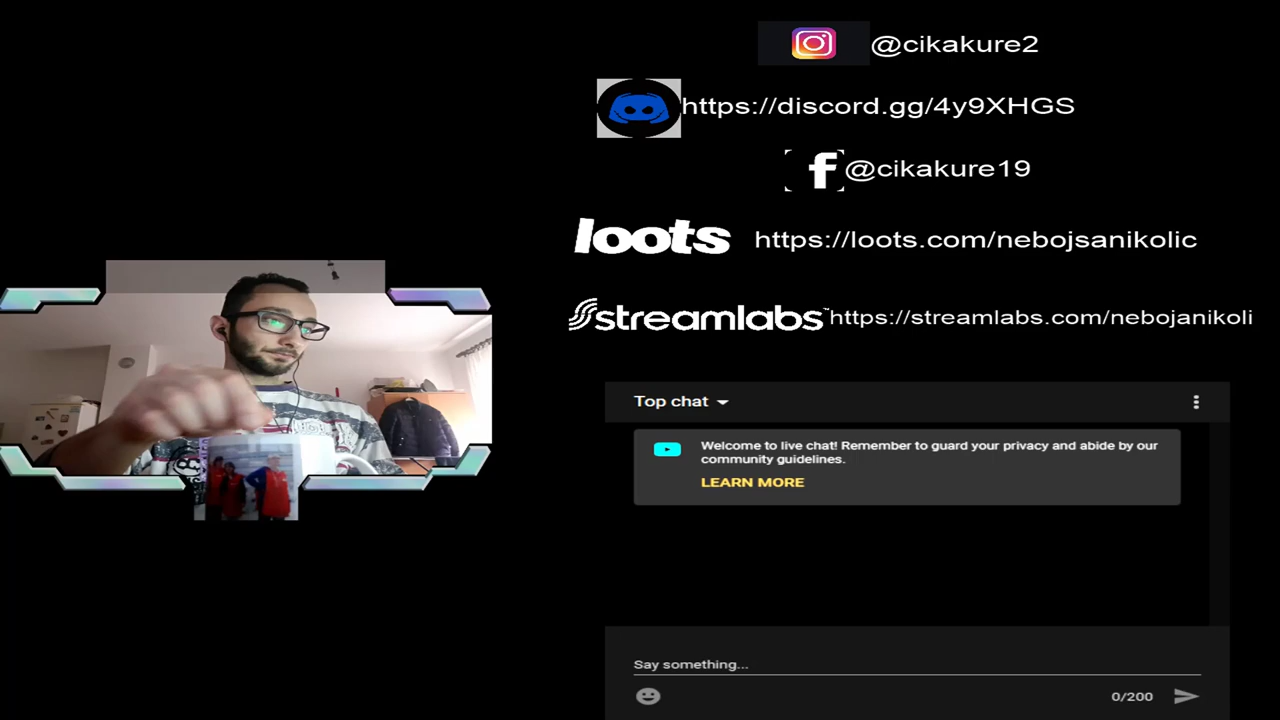 @cikakure2
https://discord.gg/4y9XHGS
f @cikakure19
loots https://loots.com/nebojsanikolic
streamlabs™ https://streamlabs.com/nebojanikoli
Top chat
Welcome to live chat! Remember to guard your privacy and abide by our
community guidelines.
LEARN MORE
Say something...
0/200